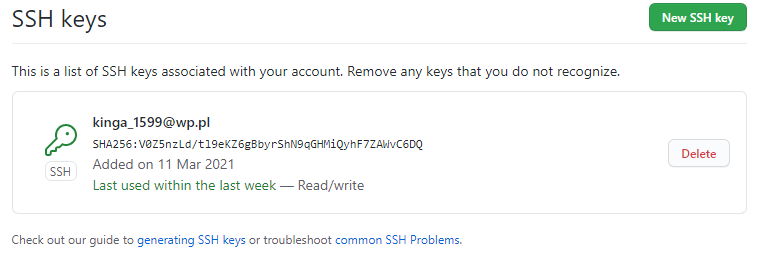 SSH keys
New SSH key
This is a list of SSH keys associated with your account. Remove any keys that you do not recognize.
kinga_1599@wp.pl
SHA256:V0Z5nzLd/tl9eKZ6gBbyrShN9qGHMiQyhF7ZAWvC6DQ
Added on 11 Mar 2021
Last used within the last week — Read/write
SSH
Delete
Check out our guide to generating SSH keys or troubleshoot common SSH Problems.